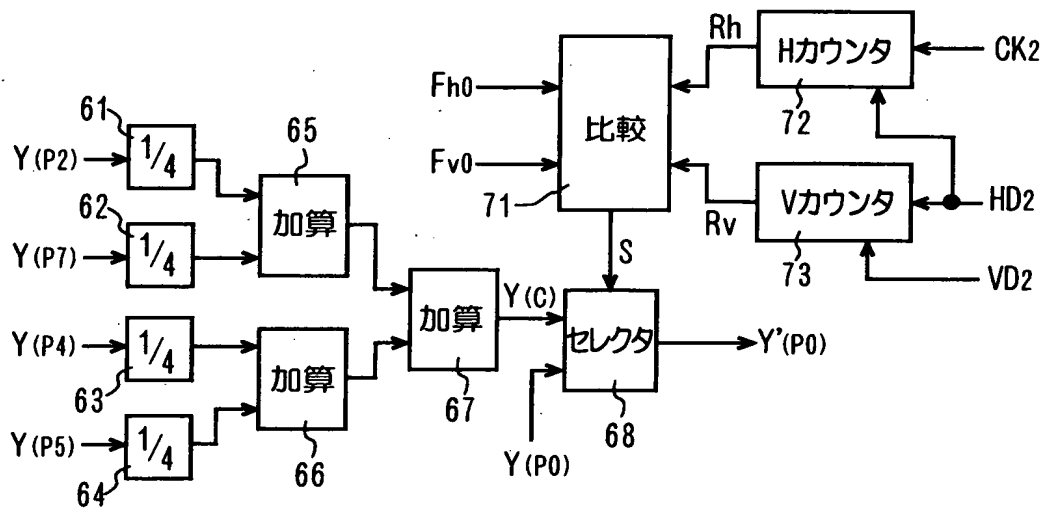 Rh
Hカウンタ
CK2
72
Fh0
比較
Fv0
71
Rv
Vカウンタ
HD2
73
VD2
61
Y(P2)
1/4
65
加算
62
Y(P7)
1/4
S
加算
Y(C)
セレクタ
Y'(P0)
67
68
Y(P0)
Y(P4)
1/4
63
加算
66
Y(P5)
1/4
64